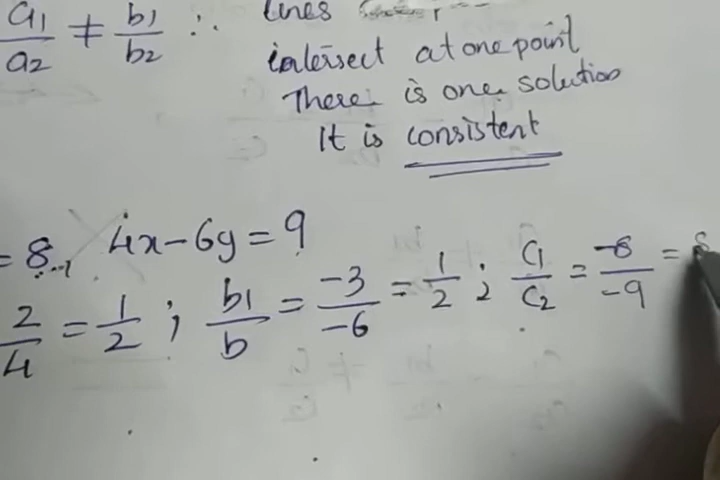 a1/a2 ≠ b1/b2 ∴ lines
intersect at one point
There is one solution
It is consistent
= 8, 4x-6y = 9
2/4 = 1/2 ; b1/b = -3/-6 = 1/2 ; C1/C2 = -8/-9 = 8